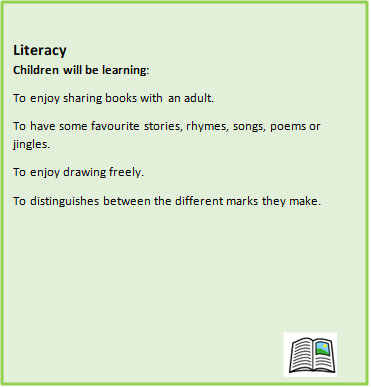 Literacy
Children will be learning:
To enjoy sharing books with an adult.
To have some favourite stories, rhymes, songs, poems or
jingles.
To enjoy drawing freely.
To distinguishes between the different marks they make.